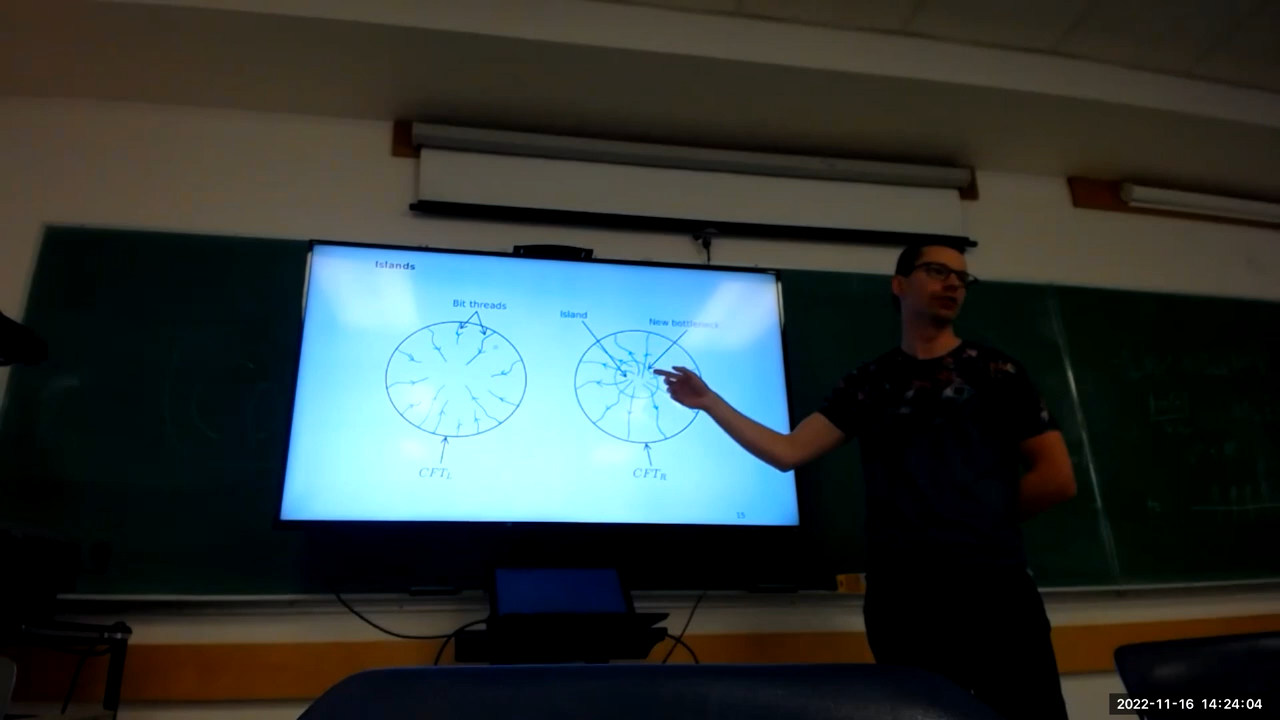 Islands
Bit threads
Island
New bottleneck
CFT_L
CFT_R
15
2022-11-16 14:24:04